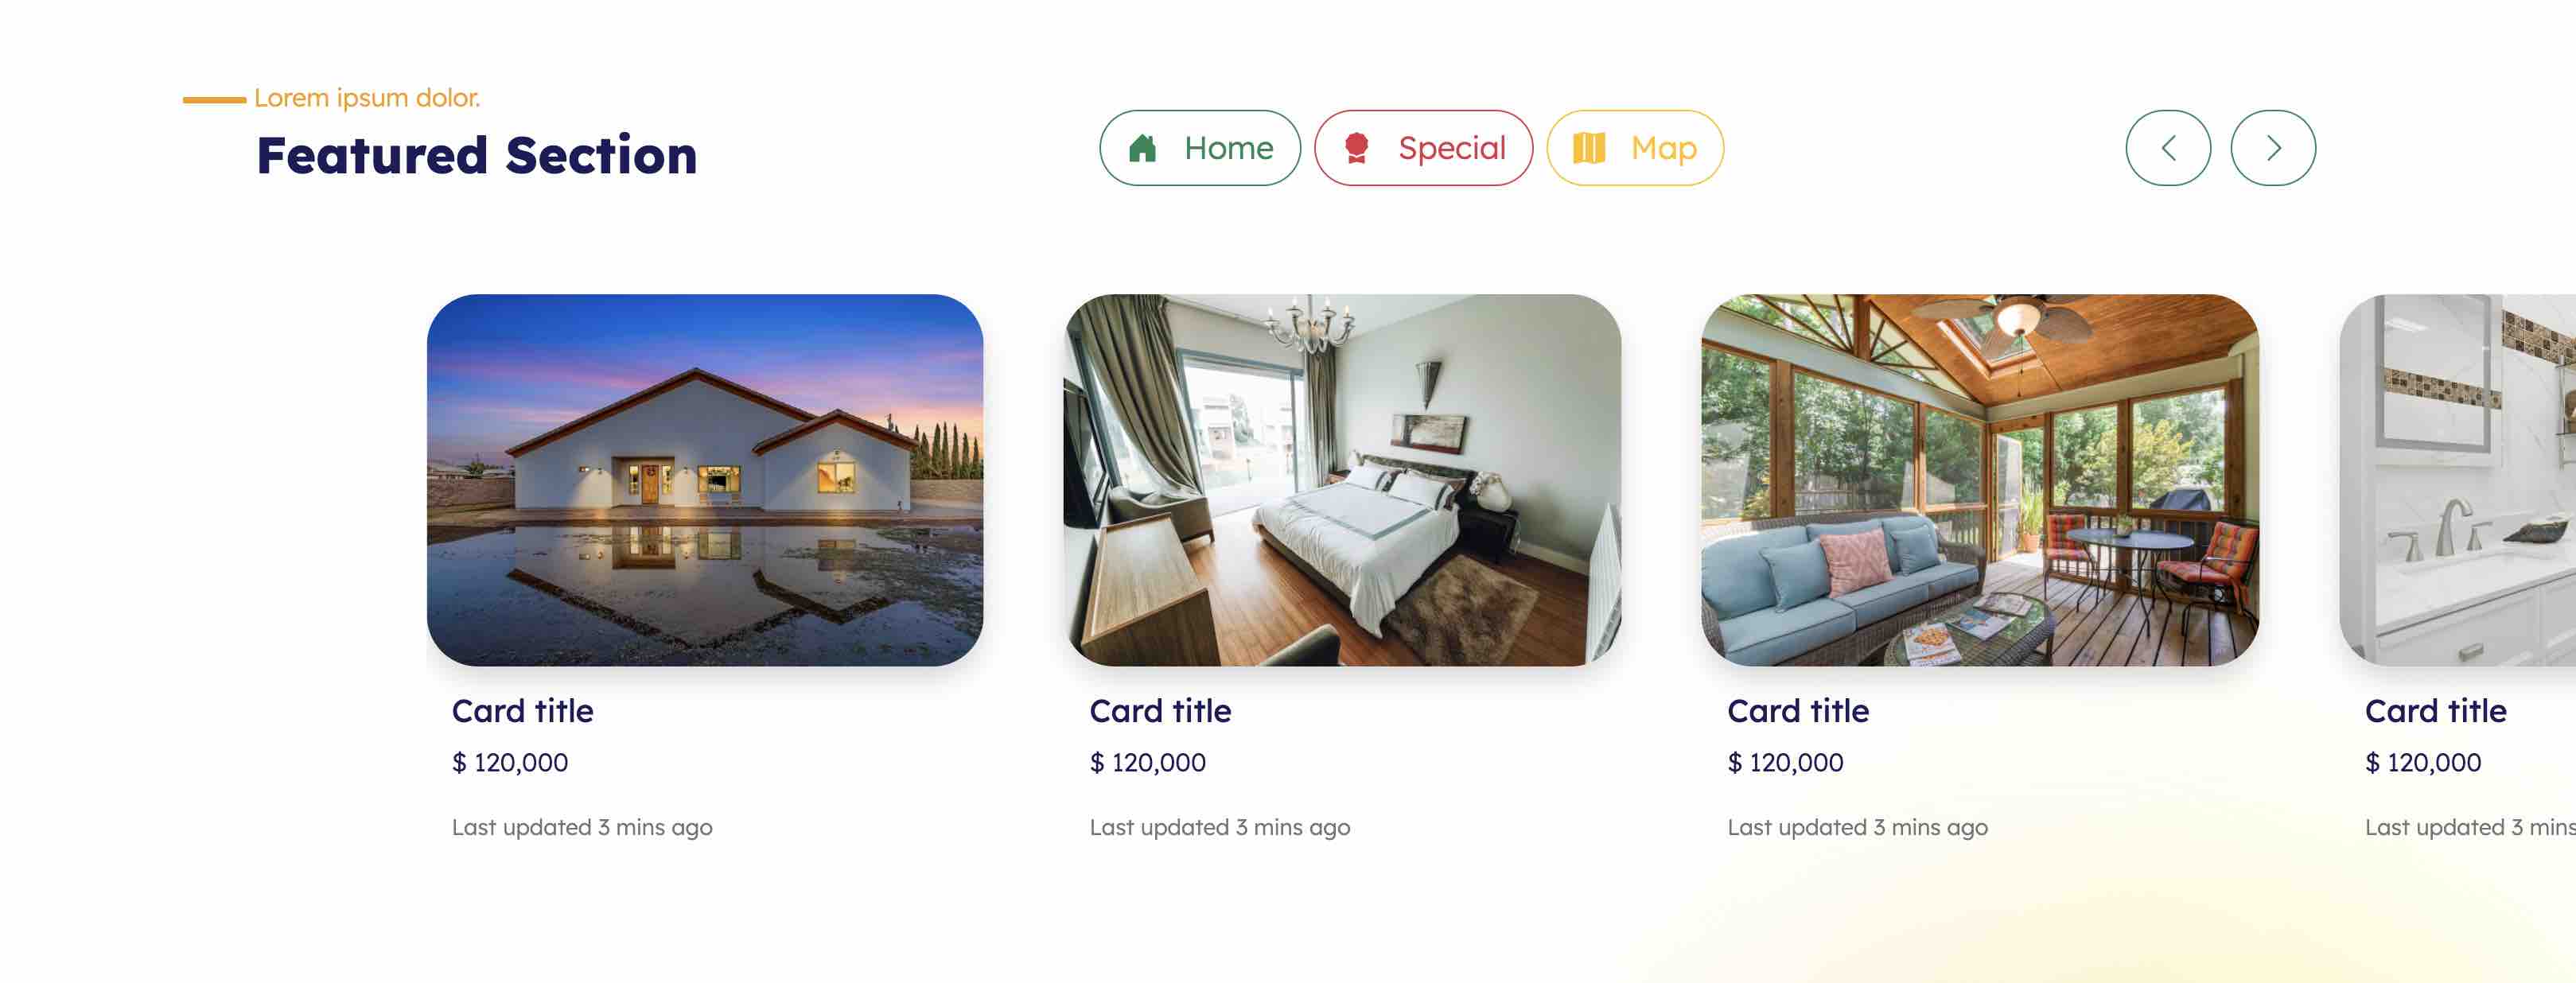 Lorem ipsum dolor.
Featured Section
Home
Special
Map
Card title
$ 120,000
Last updated 3 mins ago
Card title
$ 120,000
Last updated 3 mins ago
Card title
$ 120,000
Last updated 3 mins ago
Card title
$ 120,000
Last updated 3 mins